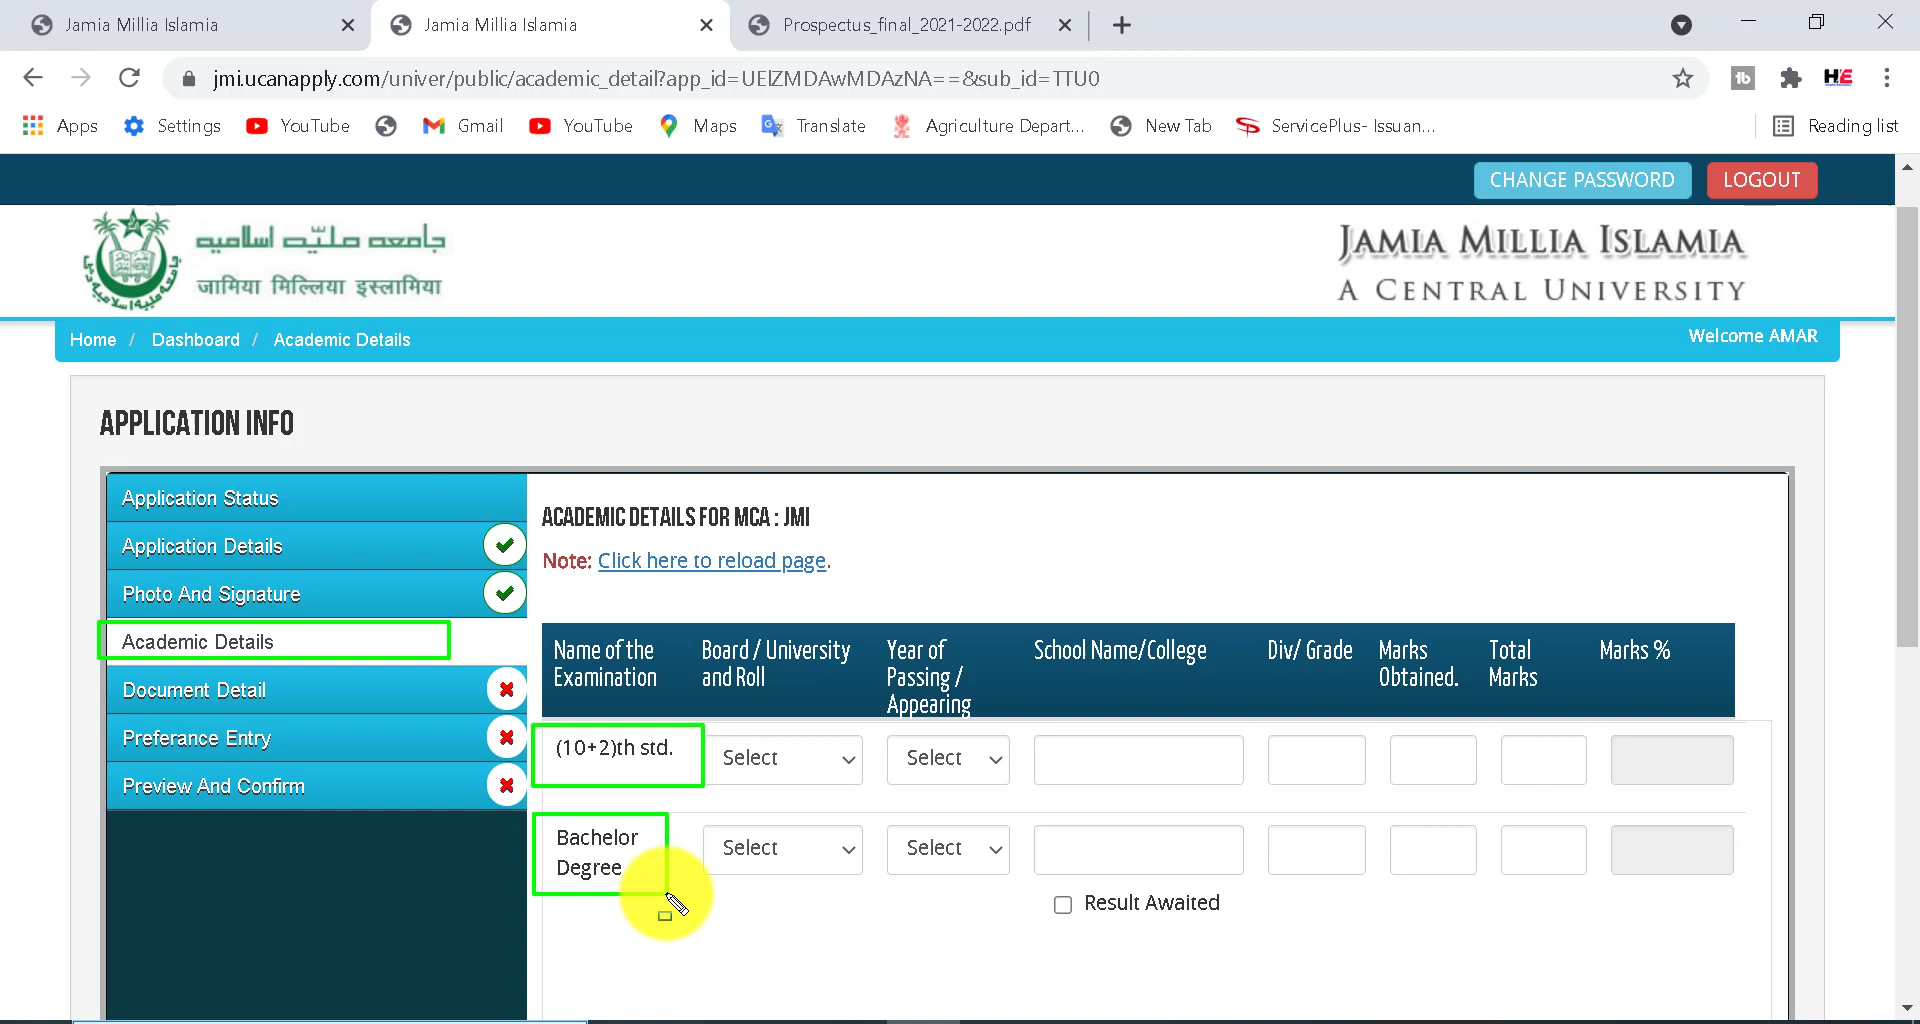 Jamia Millia Islamia
Jamia Millia Islamia
Prospectus_final_2021-2022.pdf
jmi.ucanapply.com/univer/public/academic_detail?app_id=UElZMDAwMDAzNA==&sub_id=TTU0
Apps
Settings
YouTube
Gmail
YouTube
Maps
Translate
Agriculture Depart...
New Tab
ServicePlus- Issuan...
Reading list
CHANGE PASSWORD
LOGOUT
جامعہ ملیّہ اسلامیہ
जामिया मिल्लिया इस्लामिया
JAMIA MILLIA ISLAMIA
A CENTRAL UNIVERSITY
Home / Dashboard / Academic Details
Welcome AMAR
APPLICATION INFO
Application Status
Application Details
Photo And Signature
Academic Details
Document Detail
Preferance Entry
Preview And Confirm
ACADEMIC DETAILS FOR MCA : JMI
Note: Click here to reload page.
Name of the Examination
Board / University and Roll
Year of Passing / Appearing
School Name/College
Div/ Grade
Marks Obtained.
Total Marks
Marks %
(10+2)th std.
Select
Select
Bachelor
Degree
Select
Select
Result Awaited